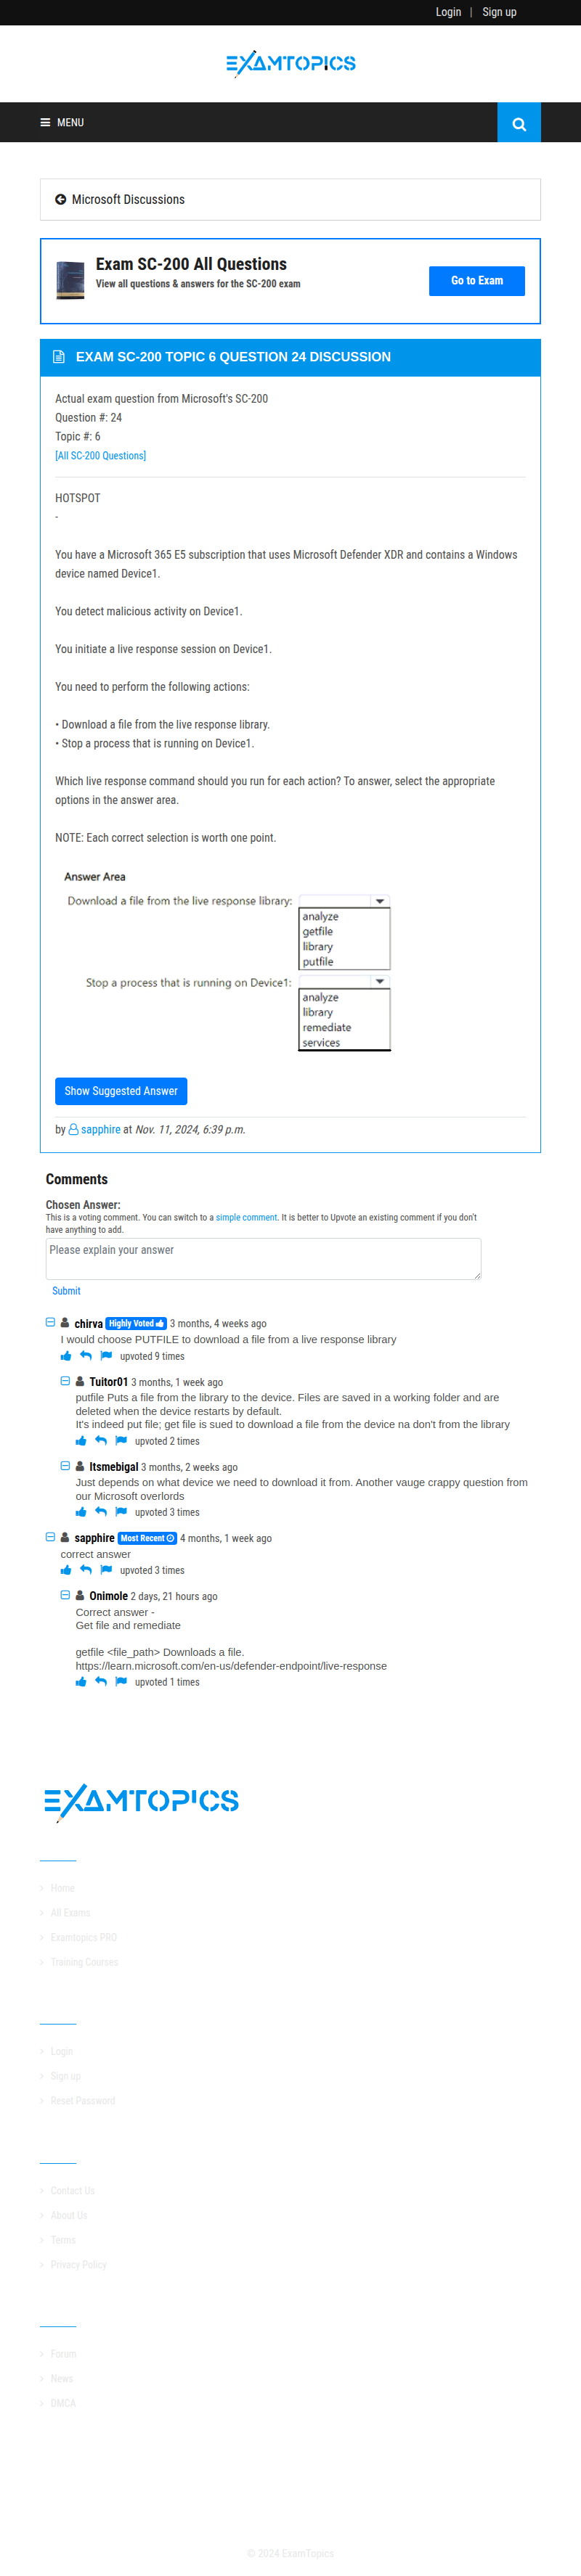 Login | Sign up
EXAMTOPICS
MENU
Microsoft Discussions
Exam SC-200 All Questions
View all questions & answers for the SC-200 exam
Go to Exam
EXAM SC-200 TOPIC 6 QUESTION 24 DISCUSSION
Actual exam question from Microsoft's SC-200
Question #: 24
Topic #: 6
[All SC-200 Questions]
HOTSPOT
-
You have a Microsoft 365 E5 subscription that uses Microsoft Defender XDR and contains a Windows
device named Device1.
You detect malicious activity on Device1.
You initiate a live response session on Device1.
You need to perform the following actions:
• Download a file from the live response library.
• Stop a process that is running on Device1.
Which live response command should you run for each action? To answer, select the appropriate
options in the answer area.
NOTE: Each correct selection is worth one point.
Answer Area
Download a file from the live response library:
analyze
getfile
library
putfile
Stop a process that is running on Device1:
analyze
library
remediate
services
Show Suggested Answer
by sapphire at Nov. 11, 2024, 6:39 p.m.
Comments
Chosen Answer:
This is a voting comment. You can switch to a simple comment. It is better to Upvote an existing comment if you don't
have anything to add.
Please explain your answer
Submit
chirva Highly Voted 3 months, 4 weeks ago
I would choose PUTFILE to download a file from a live response library
upvoted 9 times
Tuitor01 3 months, 1 week ago
putfile Puts a file from the library to the device. Files are saved in a working folder and are
deleted when the device restarts by default.
It's indeed put file; get file is sued to download a file from the device na don't from the library
upvoted 2 times
Itsmebigal 3 months, 2 weeks ago
Just depends on what device we need to download it from. Another vauge crappy question from
our Microsoft overlords
upvoted 3 times
sapphire Most Recent 4 months, 1 week ago
correct answer
upvoted 3 times
Onimole 2 days, 21 hours ago
Correct answer -
Get file and remediate
getfile <file_path> Downloads a file.
https://learn.microsoft.com/en-us/defender-endpoint/live-response
upvoted 1 times
EXAMTOPICS
Home
All Exams
Examtopics PRO
Training Courses
Login
Sign up
Reset Password
Contact Us
About Us
Terms
Privacy Policy
Forum
News
DMCA
© 2024 ExamTopics